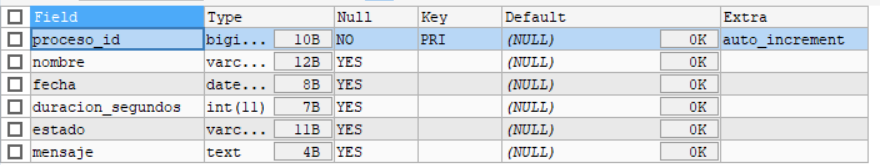 Field Type Null Key Default Extra
proceso_id bigi... 10B NO PRI (NULL) 0K auto_increment
nombre varc... 12B YES (NULL) 0K
fecha date... 8B YES (NULL) 0K
duracion_segundos int(11) 7B YES (NULL) 0K
estado varc... 11B YES (NULL) 0K
mensaje text 4B YES (NULL) 0K